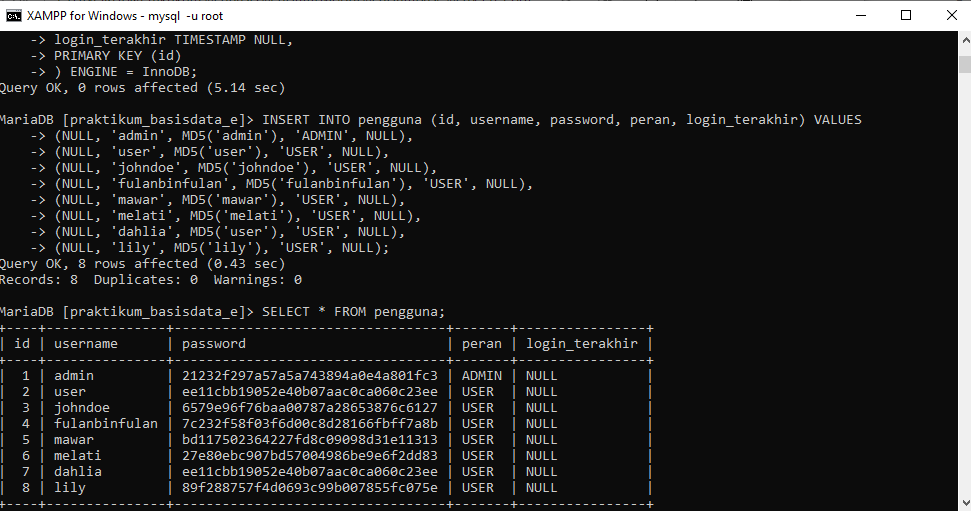 XAMPP for Windows - mysql -u root
    -> login_terakhir TIMESTAMP NULL,
    -> PRIMARY KEY (id)
    -> ) ENGINE = InnoDB;
Query OK, 0 rows affected (5.14 sec)
MariaDB [praktikum_basisdata_e]> INSERT INTO pengguna (id, username, password, peran, login_terakhir) VALUES
    -> (NULL, 'admin', MD5('admin'), 'ADMIN', NULL),
    -> (NULL, 'user', MD5('user'), 'USER', NULL),
    -> (NULL, 'johndoe', MD5('johndoe'), 'USER', NULL),
    -> (NULL, 'fulanbinfulan', MD5('fulanbinfulan'), 'USER', NULL),
    -> (NULL, 'mawar', MD5('mawar'), 'USER', NULL),
    -> (NULL, 'melati', MD5('melati'), 'USER', NULL),
    -> (NULL, 'dahlia', MD5('user'), 'USER', NULL),
    -> (NULL, 'lily', MD5('lily'), 'USER', NULL);
Query OK, 8 rows affected (0.43 sec)
Records: 8  Duplicates: 0  Warnings: 0
MariaDB [praktikum_basisdata_e]> SELECT * FROM pengguna;
+----+---------------+----------------------------------+-------+----------------+
| id | username      | password                         | peran | login_terakhir |
+----+---------------+----------------------------------+-------+----------------+
|  1 | admin         | 21232f297a57a5a743894a0e4a801fc3 | ADMIN | NULL           |
|  2 | user          | ee11cbb19052e40b07aac0ca060c23ee | USER  | NULL           |
|  3 | johndoe       | 6579e96f76baa00787a28653876c6127 | USER  | NULL           |
|  4 | fulanbinfulan | 7c232f58f03f6d00c8d28166fbff7a8b | USER  | NULL           |
|  5 | mawar         | bd117502364227fd8c09098d31e11313 | USER  | NULL           |
|  6 | melati        | 27e80ebc907bd57004986be9e6f2dd83 | USER  | NULL           |
|  7 | dahlia        | ee11cbb19052e40b07aac0ca060c23ee | USER  | NULL           |
|  8 | lily          | 89f288757f4d0693c99b007855fc075e | USER  | NULL           |
+----+---------------+----------------------------------+-------+----------------+